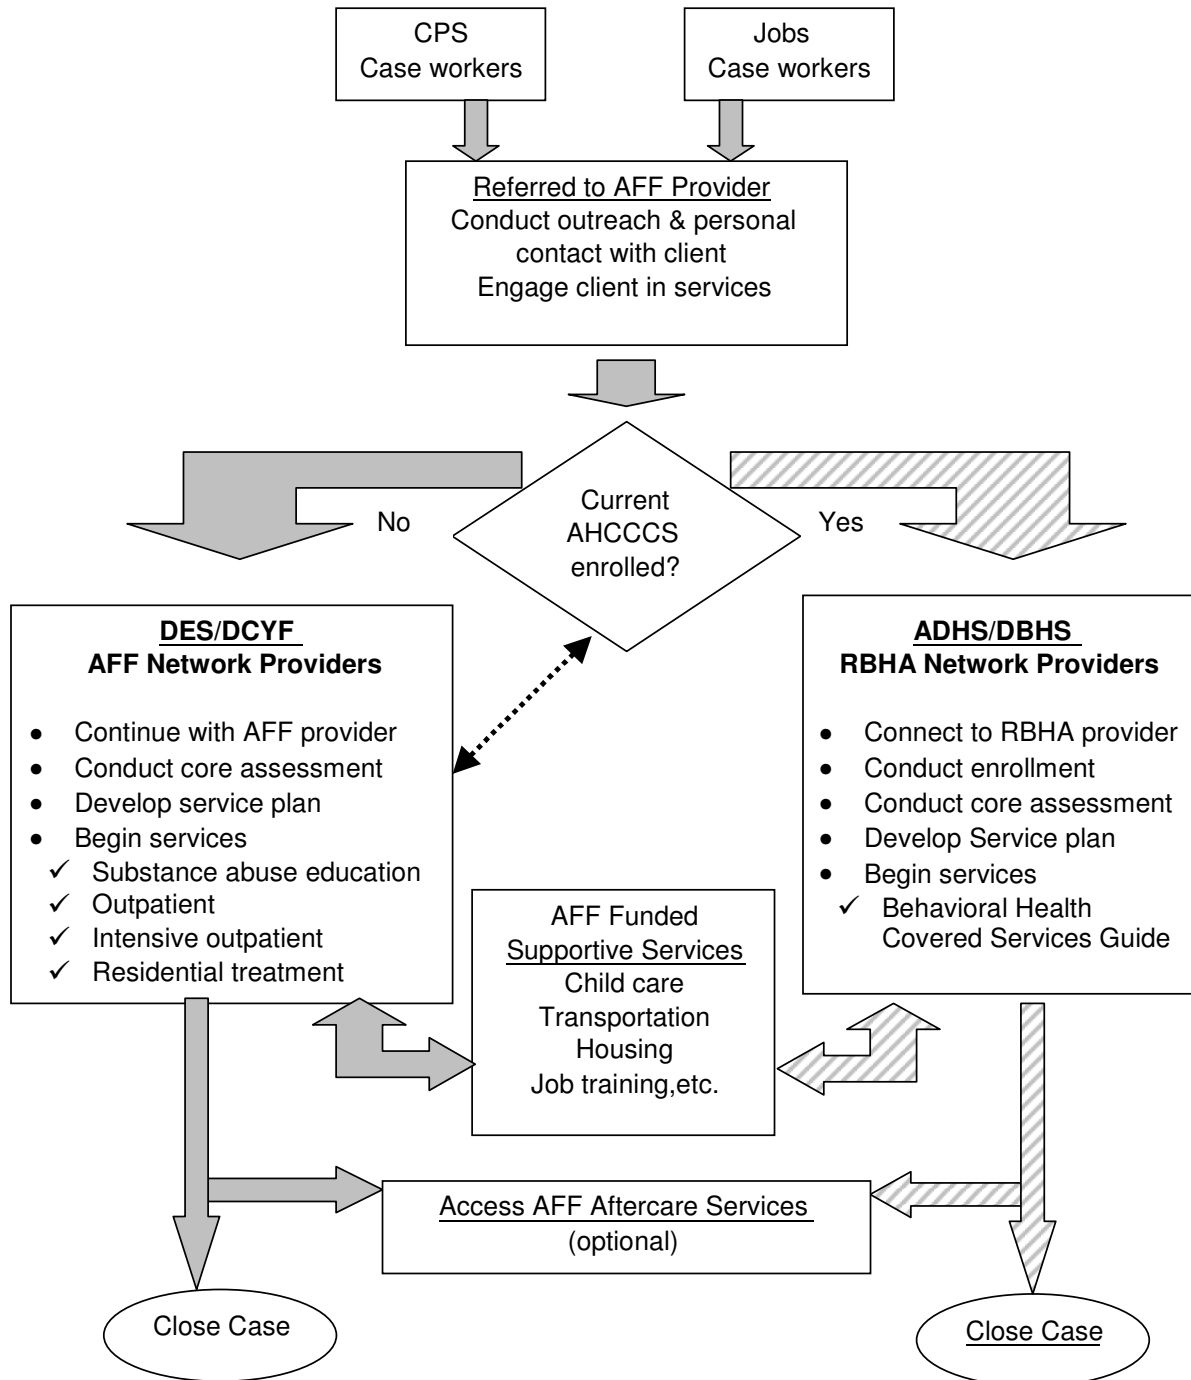 CPS
Case workers
Jobs
Case workers
Referred to AFF Provider
Conduct outreach & personal
contact with client
Engage client in services
Current
AHCCCS
enrolled?
No
Yes
DES/DCYF
AFF Network Providers
● Continue with AFF provider
● Conduct core assessment
● Develop service plan
● Begin services
✓ Substance abuse education
✓ Outpatient
✓ Intensive outpatient
✓ Residential treatment
ADHS/DBHS
RBHA Network Providers
● Connect to RBHA provider
● Conduct enrollment
● Conduct core assessment
● Develop Service plan
● Begin services
✓ Behavioral Health
Covered Services Guide
AFF Funded
Supportive Services
Child care
Transportation
Housing
Job training,etc.
Access AFF Aftercare Services
(optional)
Close Case
Close Case